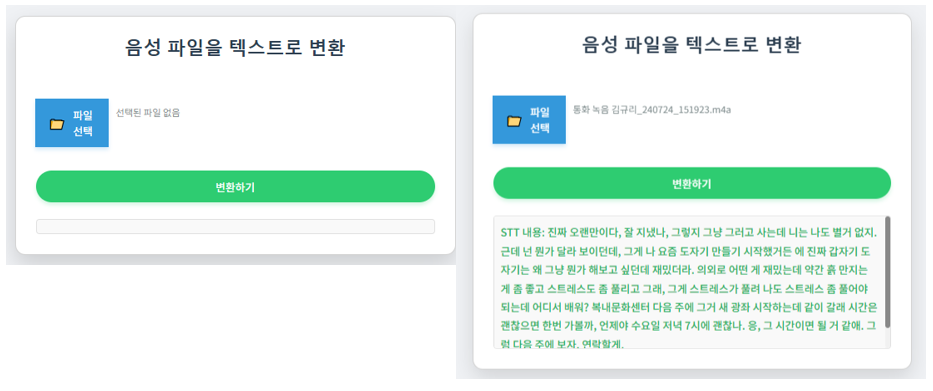 음성 파일을 텍스트로 변환
파일
선택
선택된 파일 없음
변환하기
음성 파일을 텍스트로 변환
파일
선택
통화 녹음 김규리_240724_151923.m4a
변환하기
STT 내용: 진짜 오랜만이다, 잘 지냈나, 그렇지 그냥 그러고 사는데 니는 나도 별거 없지.
근데 넌 뭔가 달라 보이던데, 그게 나 요즘 도자기 만들기 시작했거든 에 진짜 갑자기 도
자기는 왜 그냥 뭔가 해보고 싶던데 재밌더라. 의외로 어떤 게 재밌는데 약간 흙 만지는
게 좀 좋고 스트레스도 좀 풀리고 그래, 그게 스트레스가 풀려 나도 스트레스 좀 풀어야
되는데 어디서 배워? 복내문화센터 다음 주에 그거 새 광좌 시작하는데 같이 갈래 시간은
괜찮으면 한번 가볼까, 언제야 수요일 저녁 7시에 괜찮나. 응, 그 시간이면 될 거 같애. 그
럼 다음 주에 보자. 연락할게.